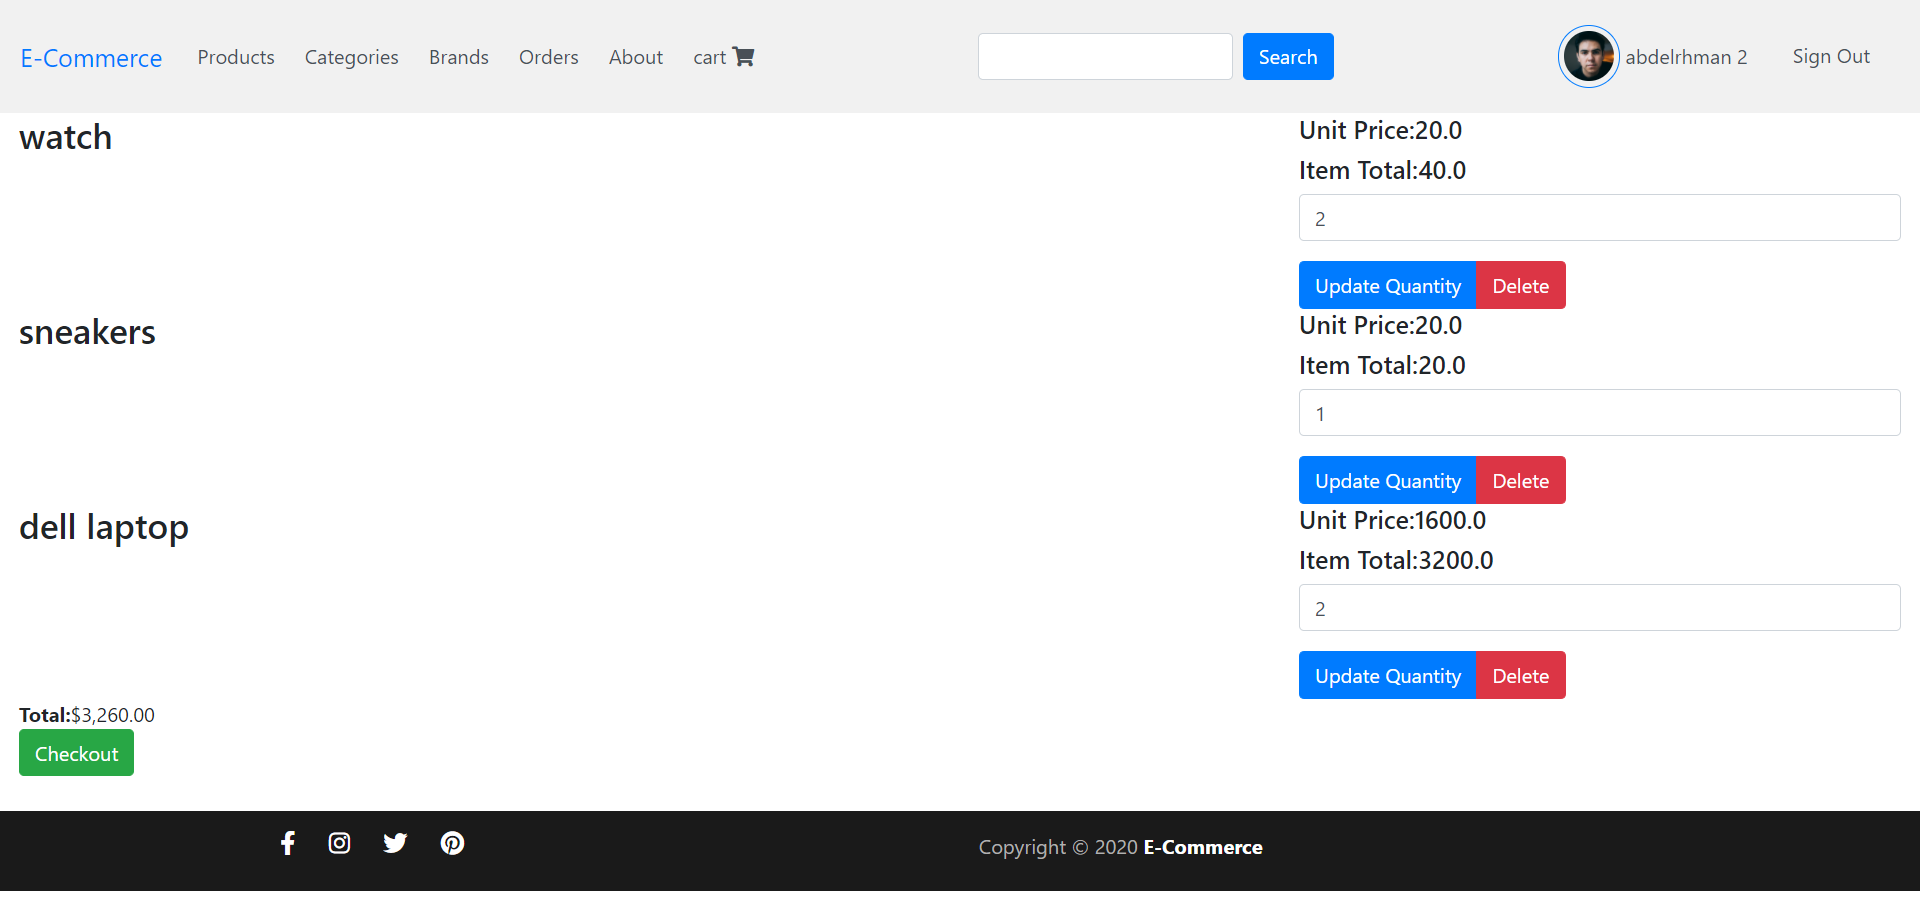 E-Commerce Products Categories Brands Orders About cart Search abdelrhman 2 Sign Out
watch
Unit Price:20.0
Item Total:40.0
2
Update Quantity Delete
sneakers
Unit Price:20.0
Item Total:20.0
1
Update Quantity Delete
dell laptop
Unit Price:1600.0
Item Total:3200.0
2
Update Quantity Delete
Total:$3,260.00
Checkout
Copyright © 2020 E-Commerce